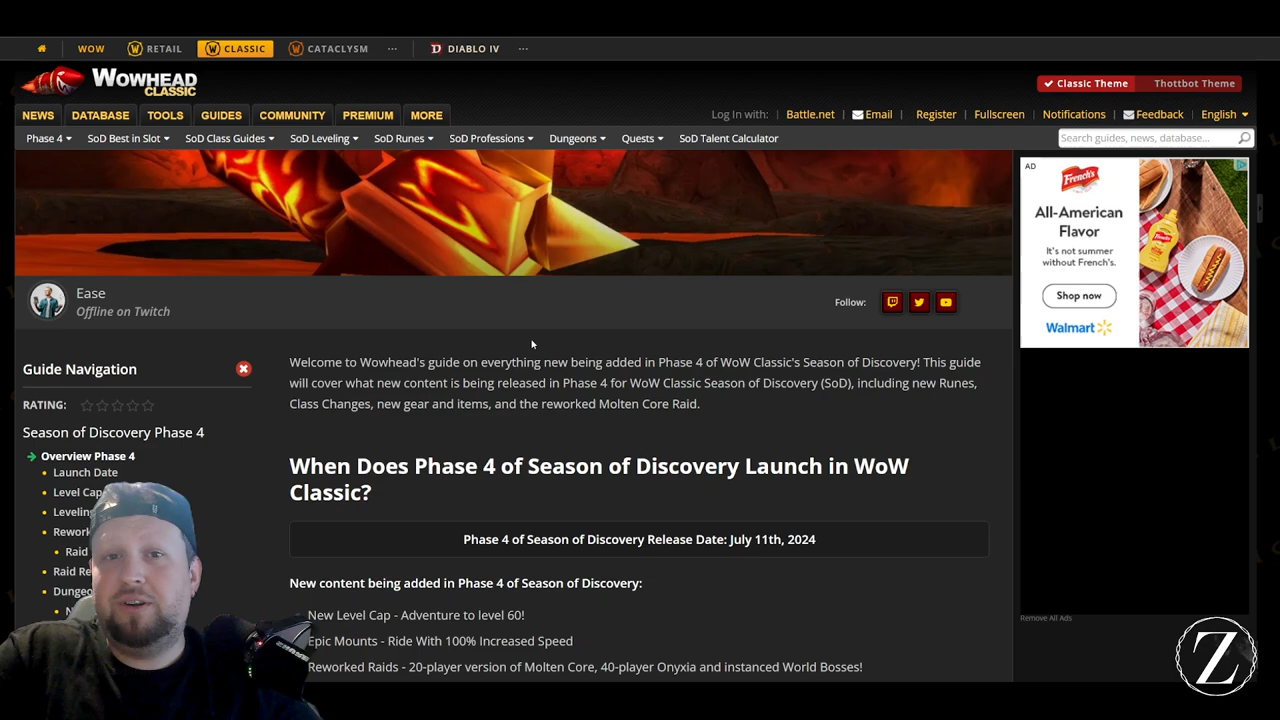 WOW RETAIL CLASSIC CATACLYSM ... DIABLO IV ...
WOWHEAD
CLASSIC
Classic Theme Thottbot Theme
NEWS DATABASE TOOLS GUIDES COMMUNITY PREMIUM MORE
Log In with: Battle.net Email Register Fullscreen Notifications Feedback English
Phase 4 SoD Best in Slot SoD Class Guides SoD Leveling SoD Runes SoD Professions Dungeons Quests SoD Talent Calculator
Search guides, news, database...
AD
French's
All-American
Flavor
It's not summer
without French's.
Shop now
Walmart
Remove All Ads
Ease
Offline on Twitch
Follow:
Guide Navigation
RATING:
Season of Discovery Phase 4
Overview Phase 4
Launch Date
Level Cap
Raid
Welcome to Wowhead's guide on everything new being added in Phase 4 of WoW Classic's Season of Discovery! This guide
will cover what new content is being released in Phase 4 for WoW Classic Season of Discovery (SoD), including new Runes,
Class Changes, new gear and items, and the reworked Molten Core Raid.
When Does Phase 4 of Season of Discovery Launch in WoW
Classic?
Phase 4 of Season of Discovery Release Date: July 11th, 2024
New content being added in Phase 4 of Season of Discovery:
New Level Cap - Adventure to level 60!
Epic Mounts - Ride With 100% Increased Speed
Reworked Raids - 20-player version of Molten Core, 40-player Onyxia and instanced World Bosses!
Z